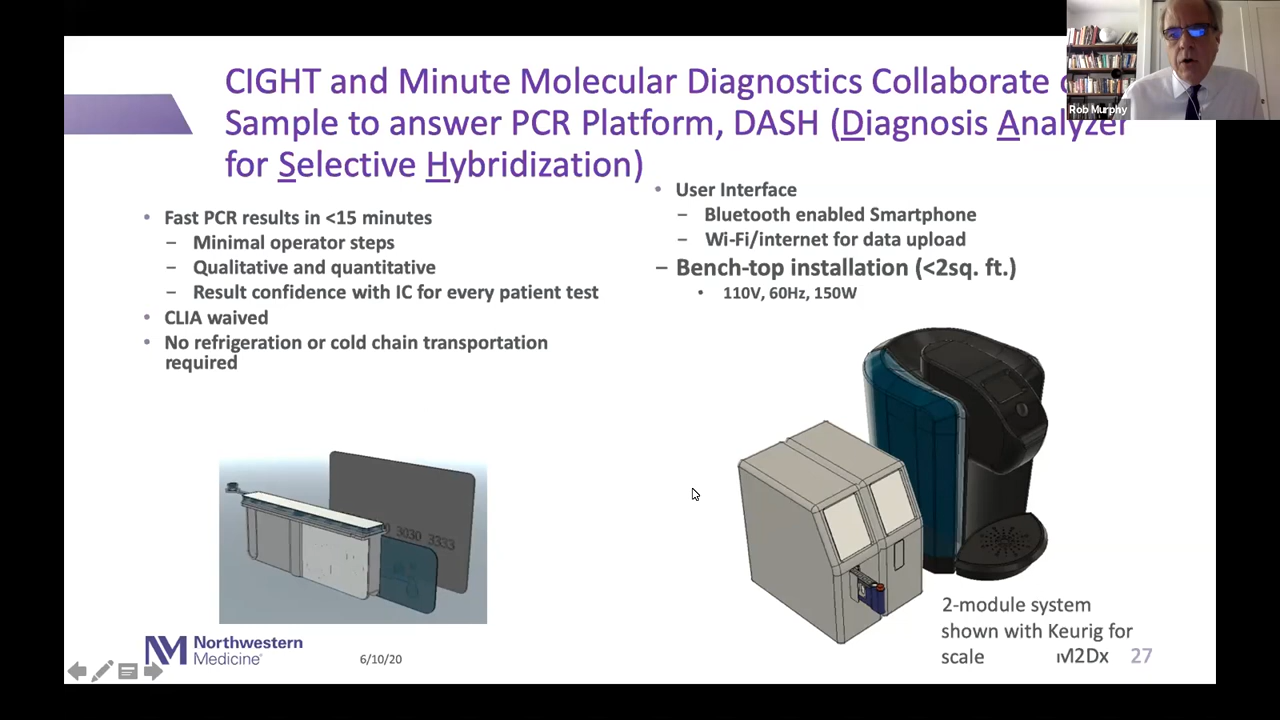 CIGHT and Minute Molecular Diagnostics Collaborate
Sample to answer PCR Platform, DASH (Diagnosis Analyzer
for Selective Hybridization)
Rob Murphy
• Fast PCR results in <15 minutes
− Minimal operator steps
− Qualitative and quantitative
− Result confidence with IC for every patient test
• CLIA waived
• No refrigeration or cold chain transportation
required
• User Interface
− Bluetooth enabled Smartphone
− Wi-Fi/internet for data upload
− Bench-top installation (<2sq. ft.)
• 110V, 60Hz, 150W
3030 3333
2-module system
shown with Keurig for
scale
M2Dx
27
NM Northwestern
Medicine®
6/10/20